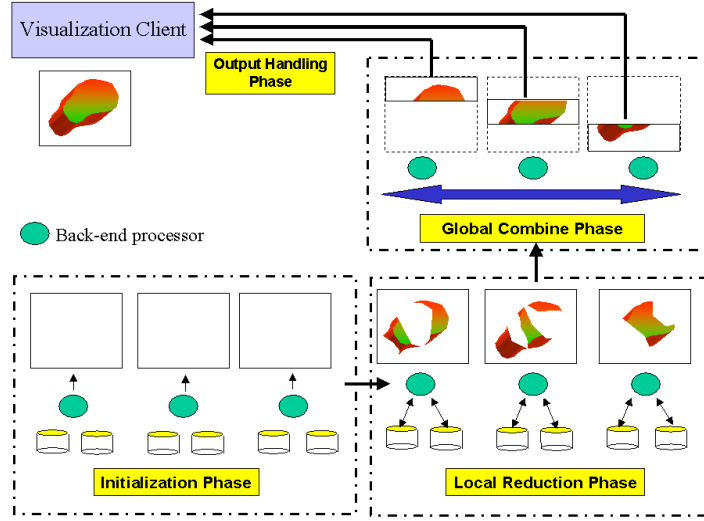 Visualization Client
Output Handling
Phase
Back-end processor
Global Combine Phase
Initialization Phase
Local Reduction Phase